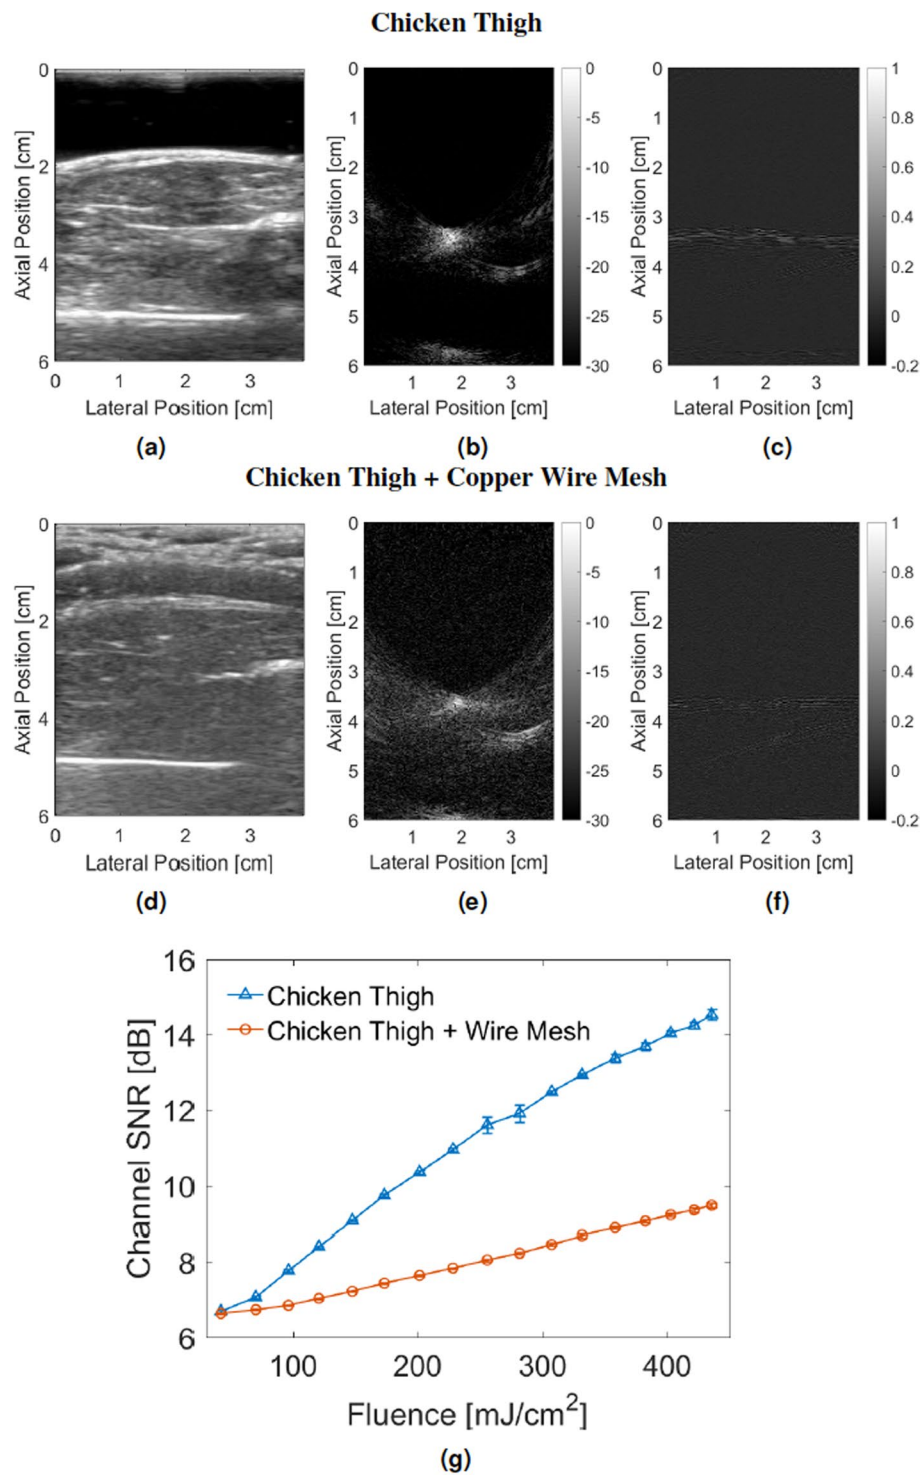 Chicken Thigh
0
2
4
6
Axial Position [cm]
0 1 2 3
Lateral Position [cm]
(a)
0
1
2
3
4
5
6
Axial Position [cm]
1 2 3
Lateral Position [cm]
0
-5
-10
-15
-20
-25
-30
(b)
0
1
2
3
4
5
6
Axial Position [cm]
1 2 3
Lateral Position [cm]
1
0.8
0.6
0.4
0.2
0
-0.2
(c)
Chicken Thigh + Copper Wire Mesh
0
2
4
6
Axial Position [cm]
0 1 2 3
Lateral Position [cm]
(d)
0
1
2
3
4
5
6
Axial Position [cm]
1 2 3
Lateral Position [cm]
0
-5
-10
-15
-20
-25
-30
(e)
0
1
2
3
4
5
6
Axial Position [cm]
1 2 3
Lateral Position [cm]
1
0.8
0.6
0.4
0.2
0
-0.2
(f)
16
14
12
10
8
6
Channel SNR [dB]
Chicken Thigh
Chicken Thigh + Wire Mesh
100 200 300 400
Fluence [mJ/cm²]
(g)